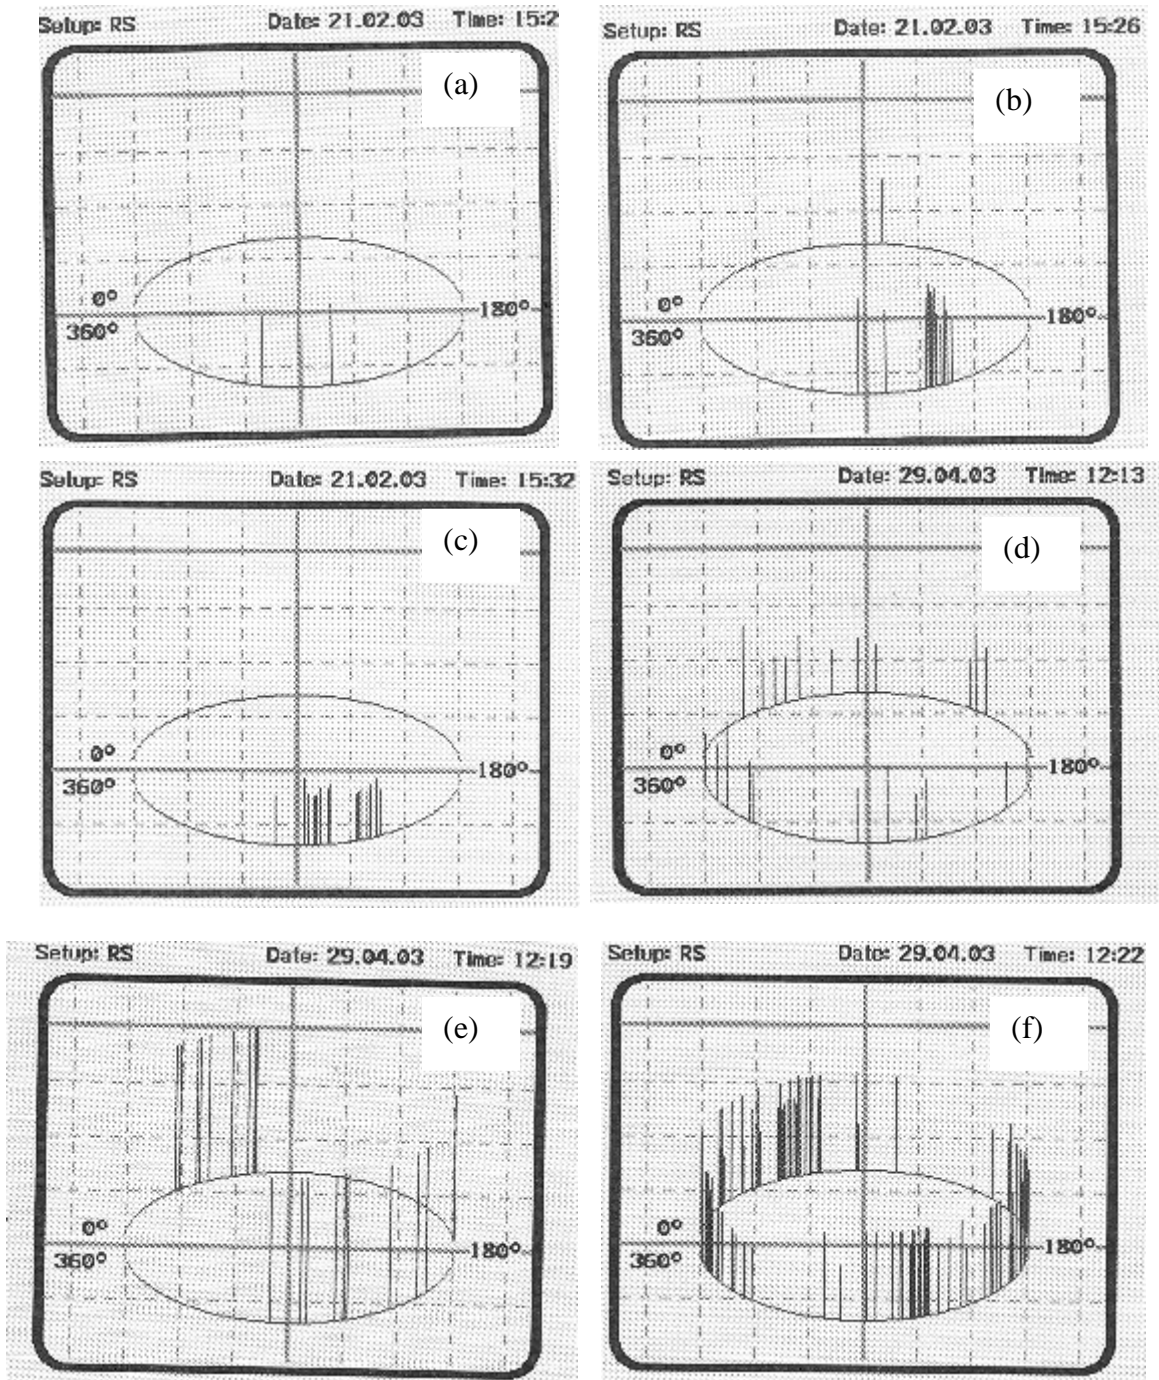 Setup: RS Date: 21.02.03 Time: 15:2
(a)
0°
180°
360°
Setup: RS Date: 21.02.03 Time: 15:26
(b)
0°
180°
360°
Setup: RS Date: 21.02.03 Time: 15:32
(c)
0°
180°
360°
Setup: RS Date: 29.04.03 Time: 12:13
(d)
0°
180°
360°
Setup: RS Date: 29.04.03 Time: 12:19
(e)
0°
180°
360°
Setup: RS Date: 29.04.03 Time: 12:22
(f)
0°
180°
360°